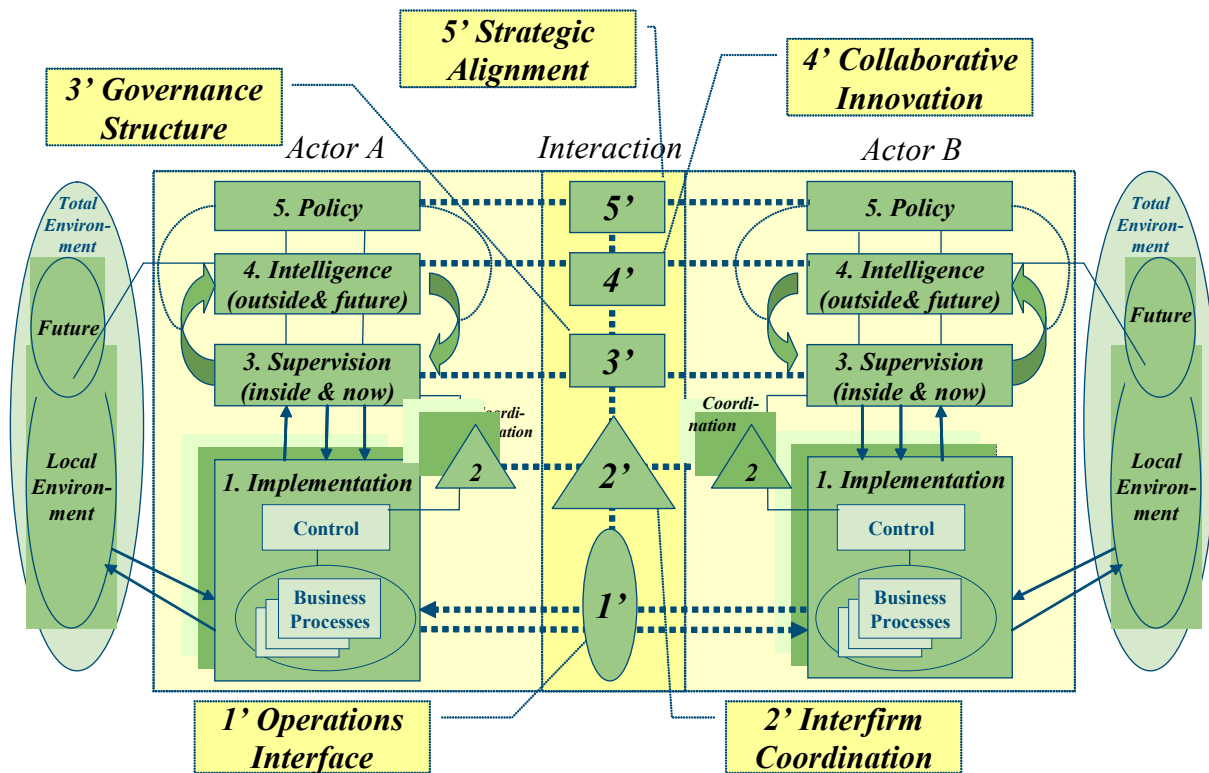 5’ Strategic
Alignment
4’ Collaborative
Innovation
3’ Governance
Structure
Actor A
Interaction
Actor B
Total
Environ-
ment
Future
Local
Environ-
ment
5. Policy
4. Intelligence
(outside& future)
3. Supervision
(inside & now)
Coordi-
nation
2
1. Implementation
Control
Business
Processes
5’
4’
3’
2’
1’
5. Policy
4. Intelligence
(outside& future)
3. Supervision
(inside & now)
Coordi-
nation
2
1. Implementation
Control
Business
Processes
Total
Environ-
ment
Future
Local
Environ-
ment
1’ Operations
Interface
2’ Interfirm
Coordination